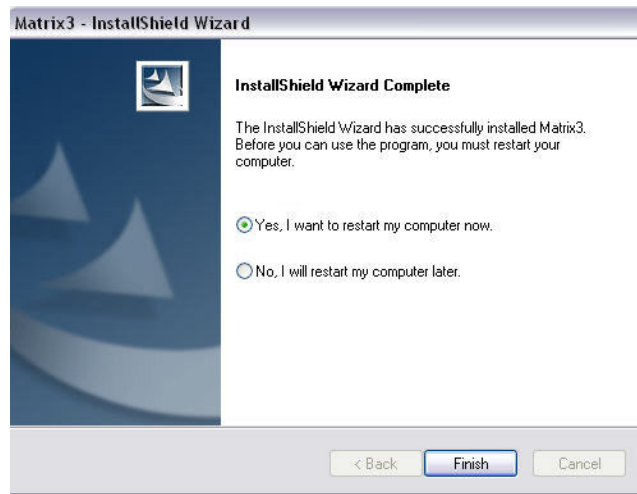 Matrix3 - InstallShield Wizard
InstallShield Wizard Complete
The InstallShield Wizard has successfully installed Matrix3.
Before you can use the program, you must restart your
computer.
Yes, I want to restart my computer now.
No, I will restart my computer later.
< Back
Finish
Cancel